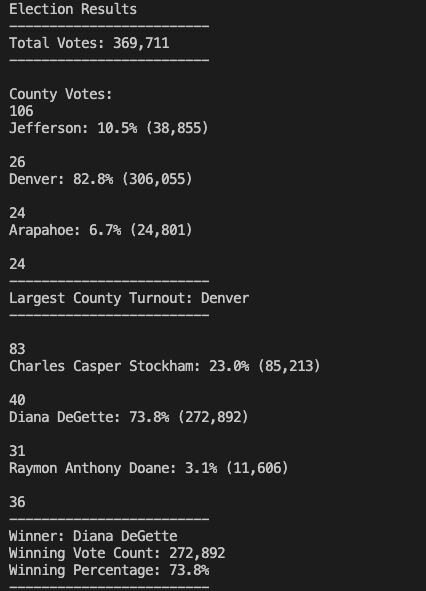 Election Results
-------------------------
Total Votes: 369,711
-------------------------
County Votes:
106
Jefferson: 10.5% (38,855)
26
Denver: 82.8% (306,055)
24
Arapahoe: 6.7% (24,801)
24
-------------------------
Largest County Turnout: Denver
-------------------------
83
Charles Casper Stockham: 23.0% (85,213)
40
Diana DeGette: 73.8% (272,892)
31
Raymon Anthony Doane: 3.1% (11,606)
36
-------------------------
Winner: Diana DeGette
Winning Vote Count: 272,892
Winning Percentage: 73.8%
-------------------------